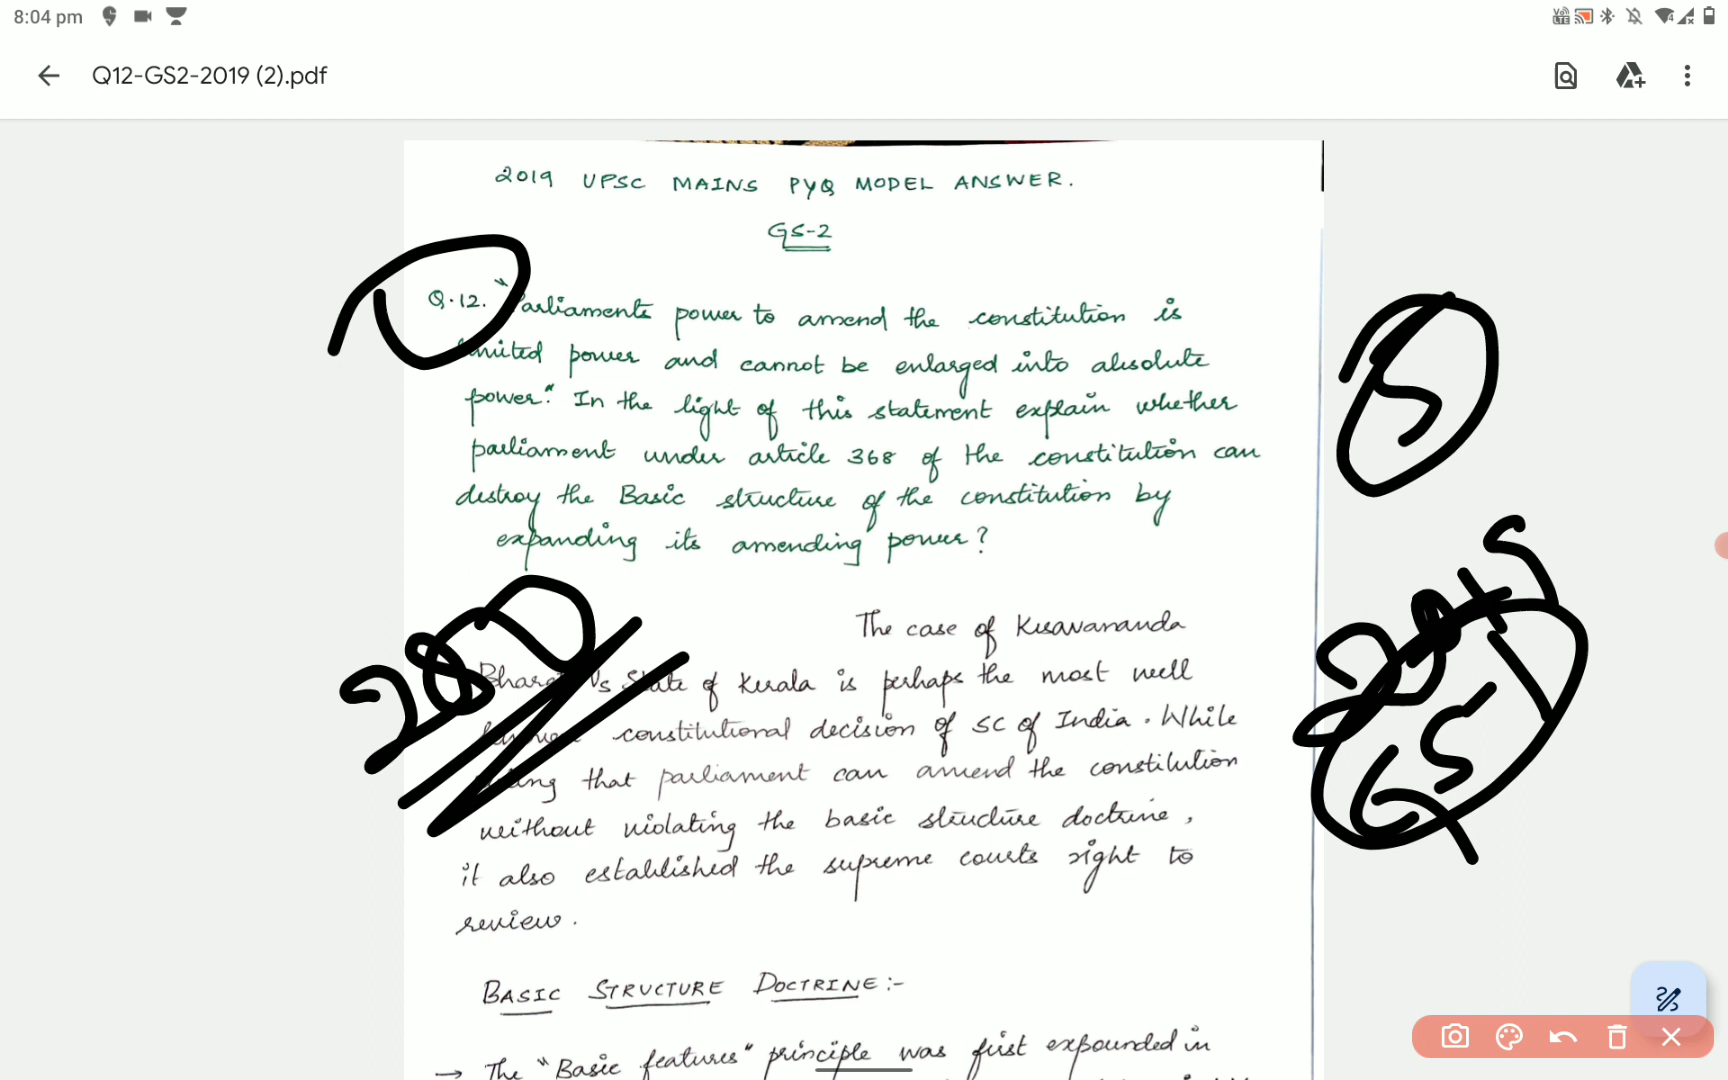 8:04 pm
Q12-GS2-2019 (2).pdf
2019 UPSC MAINS PYQ MODEL ANSWER.
GS-2
Q.12. "Parliaments power to amend the constitution is
limited power and cannot be enlarged into absolute
power." In the light of this statement explain whether
parliament under article 368 of the constitution can
destroy the Basic structure of the constitution by
expanding its amending power?
The case of Kesavananda
Vs State of Kerala is perhaps the most well
constitutional decision of SC of India. While
that parliament can amend the constitution
without violating the basic structure doctrine,
it also established the supreme courts right to
review.
BASIC STRUCTURE DOCTRINE :-
→ The "Basic features" principle was first expounded in